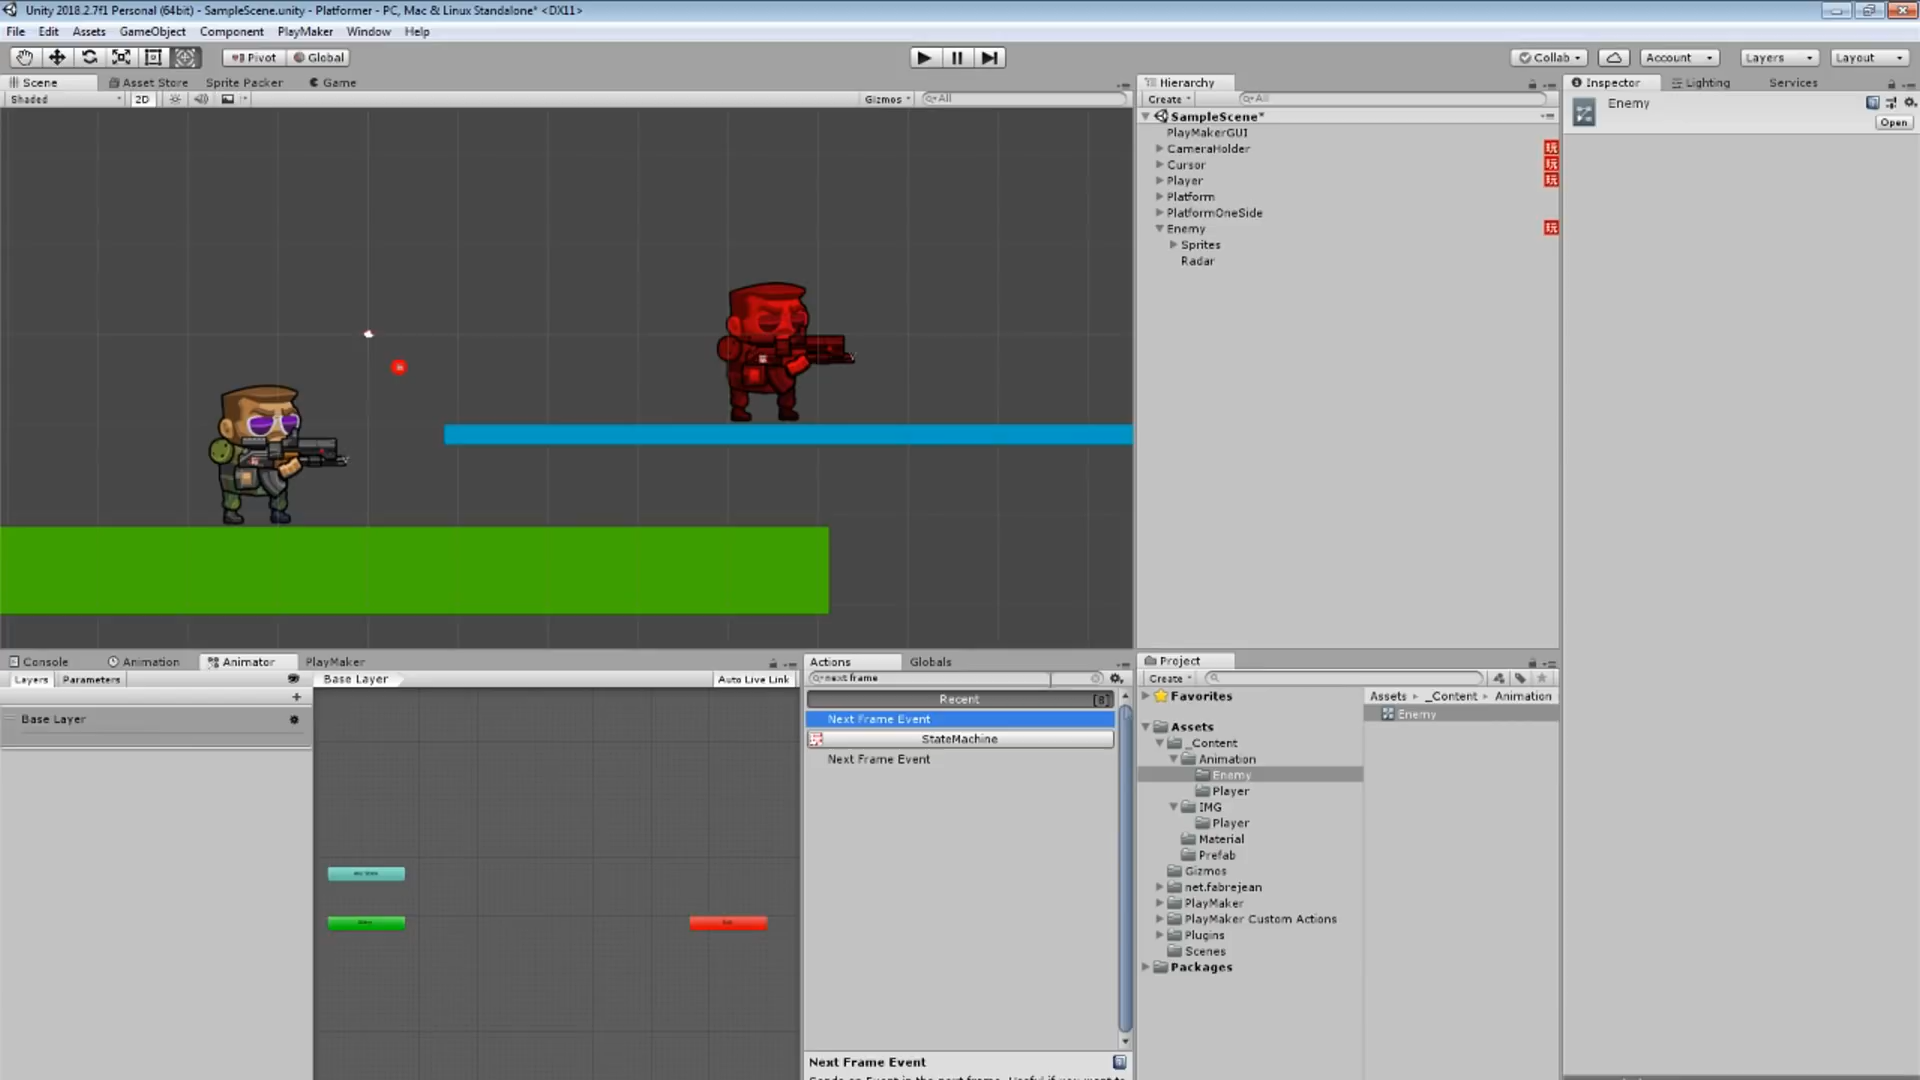 Unity 2018.2.7f1 Personal (64bit) - SampleScene.unity - Platformer - PC, Mac & Linux Standalone* <DX11>
File Edit Assets GameObject Component PlayMaker Window Help
Pivot Global Collab Account Layers Layout
Scene Asset Store Sprite Packer Game
Shaded 2D Gizmos All
Hierarchy
Create All
SampleScene*
PlayMakerGUI
CameraHolder 玩
Cursor 玩
Player 玩
Platform
PlatformOneSide
Enemy 玩
Sprites
Radar
Inspector Lighting Services
Enemy
Open
Console Animation Animator PlayMaker
Layers Parameters Base Layer Auto Live Link
Base Layer
Actions Globals
next frame
Recent [8]
Next Frame Event
StateMachine
Next Frame Event
Next Frame Event
Project
Create
Favorites
Assets
_Content
Animation
Enemy
Player
IMG
Player
Material
Prefab
Gizmos
net.fabrejean
PlayMaker
PlayMaker Custom Actions
Plugins
Scenes
Packages
Assets _Content Animation
Enemy